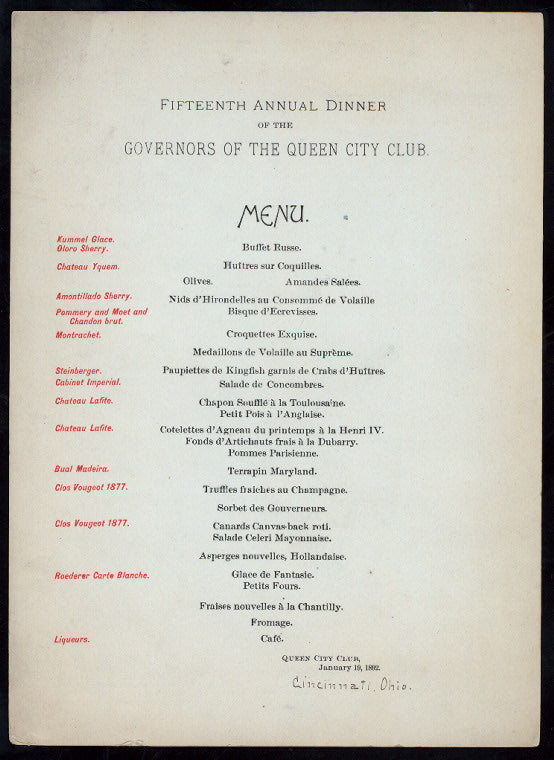 FIFTEENTH ANNUAL DINNER
OF THE
GOVERNORS OF THE QUEEN CITY CLUB.
MENU.
Kummel Glace.
Oloro Sherry. Buffet Russe.
Chateau Yquem. Huîtres sur Coquilles.
Olives. Amandes Salées.
Amontillado Sherry. Nids d'Hirondelles au Consommé de Volaille
Pommery and Moet and Bisque d'Ecrevisses.
Chandon brut.
Montrachet. Croquettes Exquise.
Medaillons de Volaille au Suprème.
Steinberger. Paupiettes de Kingfish garnis de Crabs d'Huîtres.
Cabinet Imperial. Salade de Concombres.
Chateau Lafite. Chapon Soufflé à la Toulousaine.
Petit Pois à l'Anglaise.
Chateau Lafite. Cotelettes d'Agneau du printemps à la Henri IV.
Fonds d'Artichauts frais à la Dubarry.
Pommes Parisienne.
Bual Madeira. Terrapin Maryland.
Clos Vougeot 1877. Truffles fraiches au Champagne.
Sorbet des Gouverneurs.
Clos Vougeot 1877. Canards Canvas-back roti.
Salade Celeri Mayonnaise.
Asperges nouvelles, Hollandaise.
Roederer Carte Blanche. Glace de Fantasie.
Petits Fours.
Fraises nouvelles à la Chantilly.
Fromage.
Liqueurs. Café.
QUEEN CITY CLUB,
January 19, 1892.
Cincinnati, Ohio.